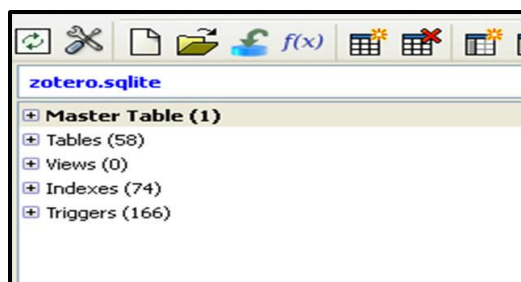 f(x)
zotero.sqlite
Master Table (1)
Tables (58)
Views (0)
Indexes (74)
Triggers (166)